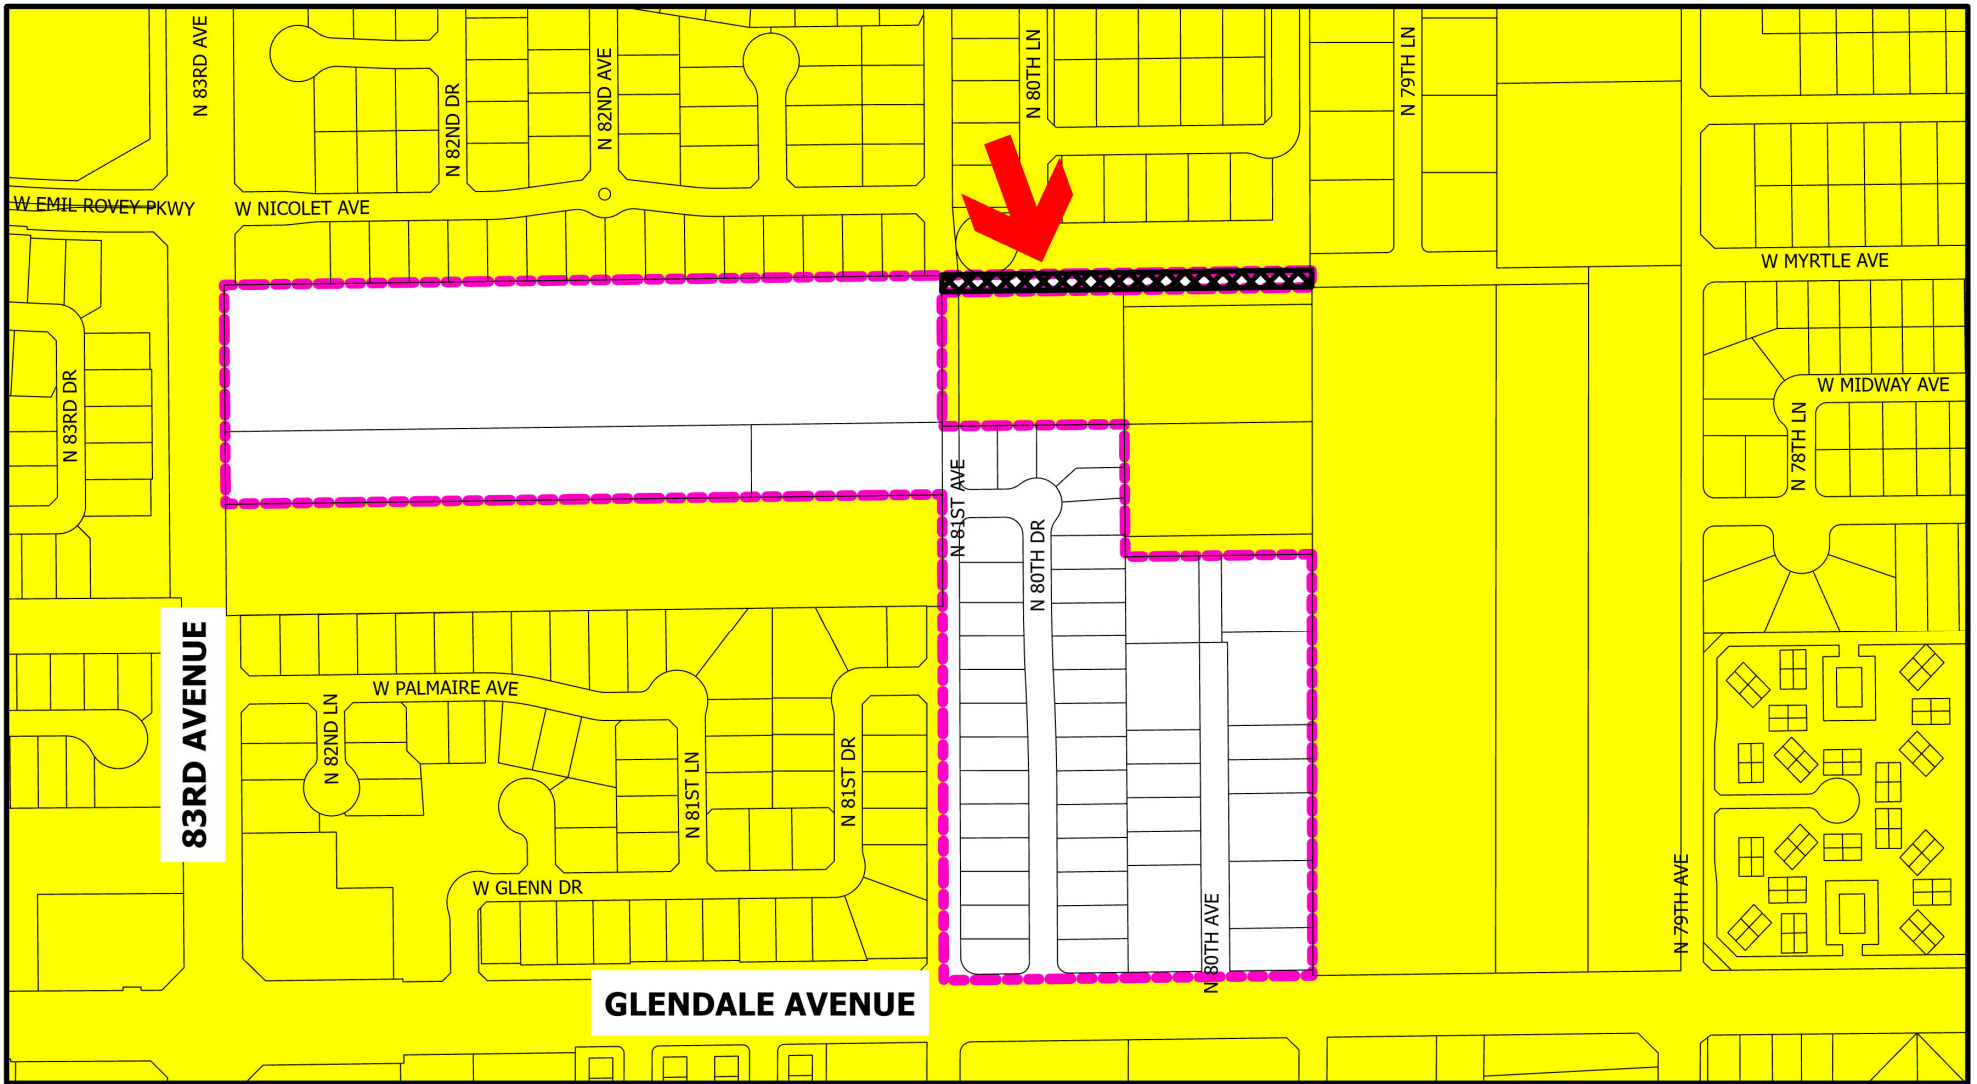 N 83RD AVE
N 82ND DR
N 82ND AVE
N 80TH LN
N 79TH LN
W EMIL ROVEY PKWY
W NICOLET AVE
W MYRTLE AVE
N 83RD DR
W MIDWAY AVE
N 78TH LN
N 81ST AVE
N 80TH DR
83RD AVENUE
W PALMAIRE AVE
N 82ND LN
N 81ST LN
N 81ST DR
W GLENN DR
N 80TH AVE
N 79TH AVE
GLENDALE AVENUE